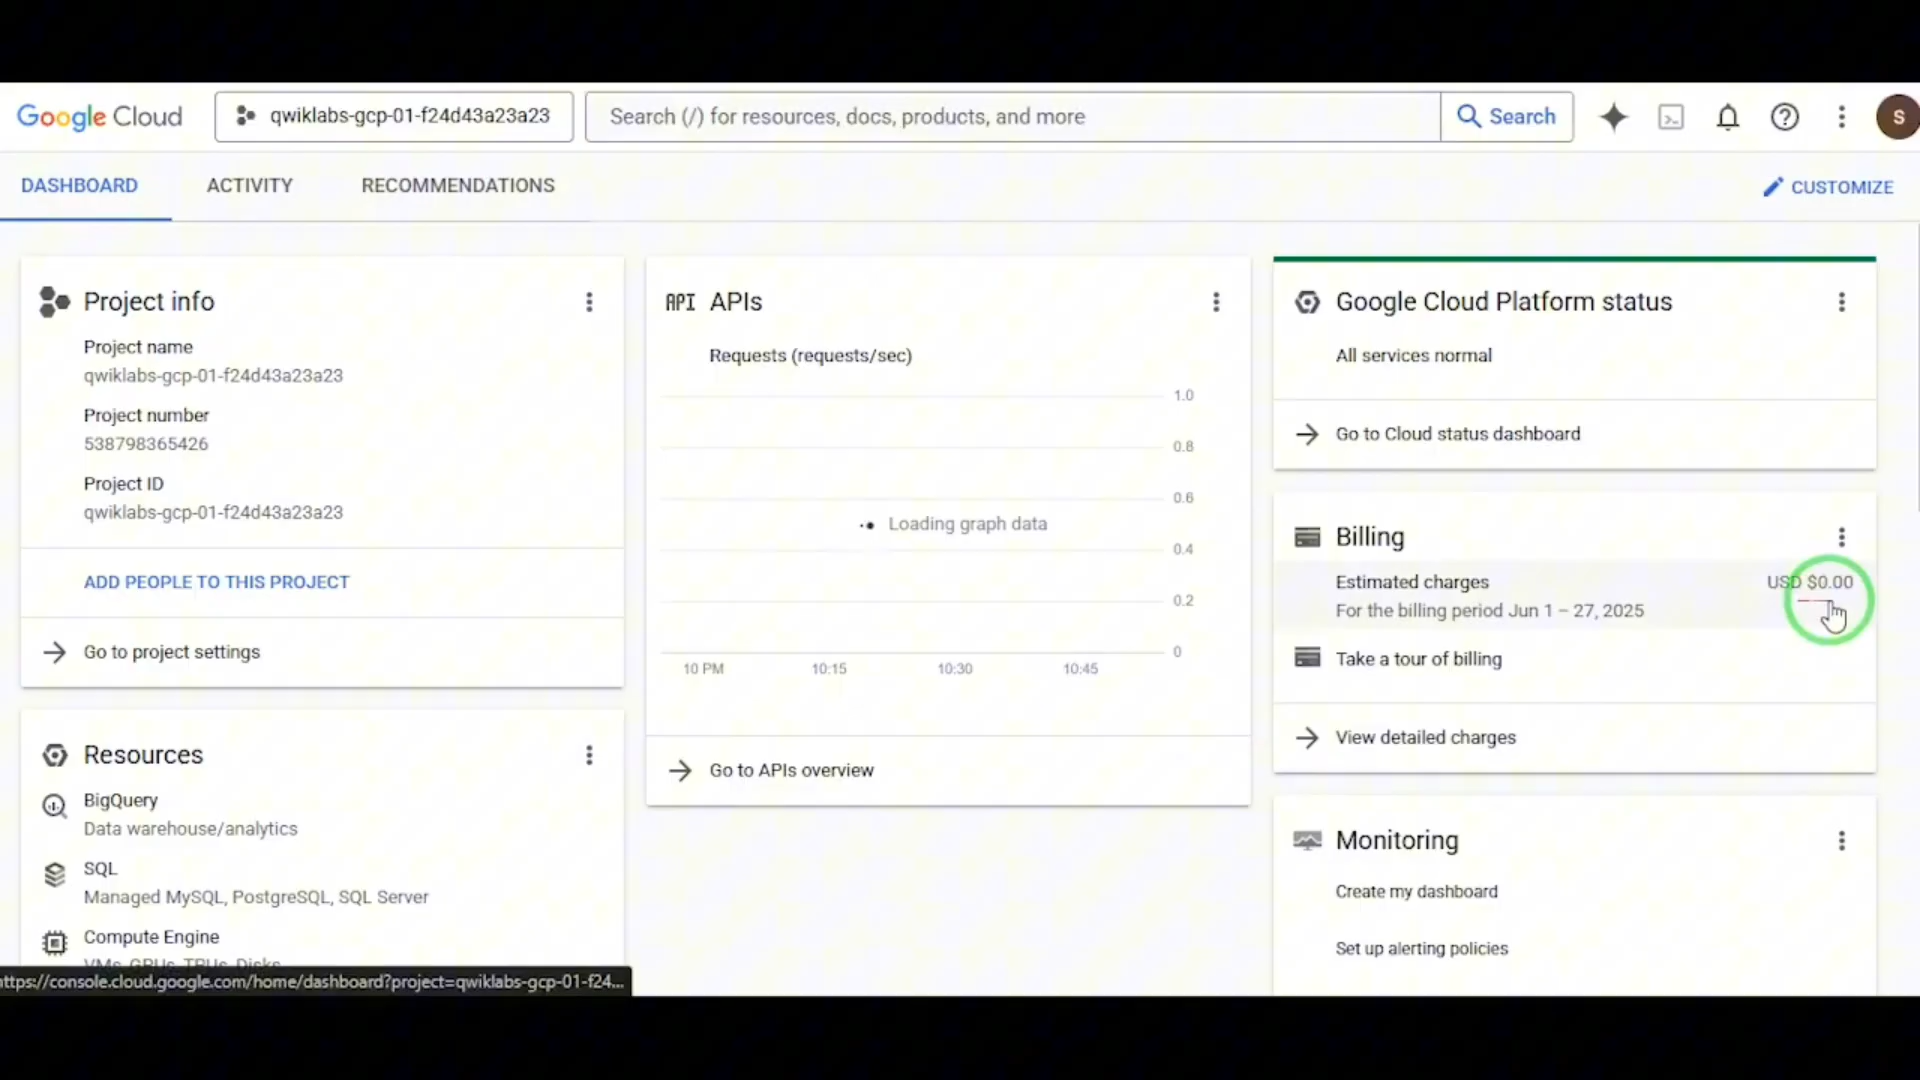 Google Cloud
qwiklabs-gcp-01-f24d43a23a23
Search (/) for resources, docs, products, and more
Search
S
DASHBOARD
ACTIVITY
RECOMMENDATIONS
CUSTOMIZE
Project info
Project name
qwiklabs-gcp-01-f24d43a23a23
Project number
538798365426
Project ID
qwiklabs-gcp-01-f24d43a23a23
ADD PEOPLE TO THIS PROJECT
Go to project settings
Resources
BigQuery
Data warehouse/analytics
SQL
Managed MySQL, PostgreSQL, SQL Server
Compute Engine
VMs, GPUs, TPUs, Disks
https://console.cloud.google.com/home/dashboard?project=qwiklabs-gcp-01-f24...
API APIs
Requests (requests/sec)
1.0
0.8
0.6
Loading graph data
0.4
0.2
0
10 PM 10:15 10:30 10:45
Go to APIs overview
Google Cloud Platform status
All services normal
Go to Cloud status dashboard
Billing
Estimated charges USD $0.00
For the billing period Jun 1 – 27, 2025
Take a tour of billing
View detailed charges
Monitoring
Create my dashboard
Set up alerting policies